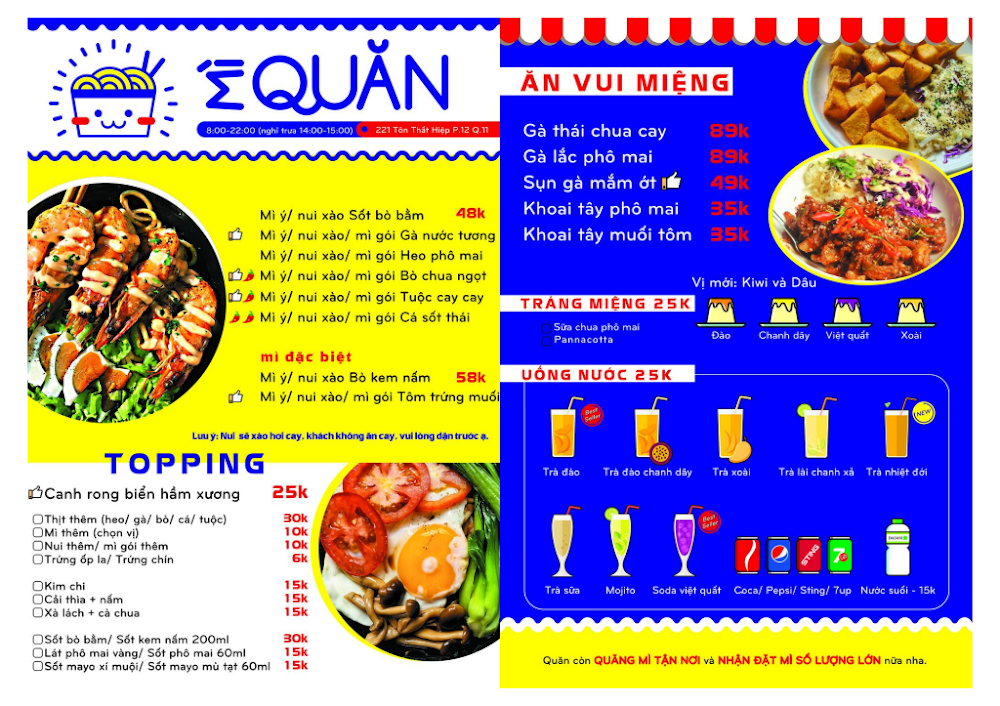 Ξ QUĂN
8:00-22:00 (nghĩ trưa 14:00-15:00)
221 Tôn Thất Hiệp P.12 Q.11
Mì ý/ nui xào Sốt bò bằm 48k
Mì ý/ nui xào/ mì gói Gà nước tương
Mì ý/ nui xào/ mì gói Heo phô mai
Mì ý/ nui xào/ mì gói Bò chua ngọt
Mì ý/ nui xào/ mì gói Tuộc cay cay
Mì ý/ nui xào/ mì gói Cá sốt thái
mì đặc biệt
Mì ý/ nui xào Bò kem nấm 58k
Mì ý/ nui xào/ mì gói Tôm trứng muối
Lưu ý: Nui sẽ xào hơi cay, khách không ăn cay, vui lòng dặn trước ạ.
TOPPING
Canh rong biển hầm xương 25k
Thịt thêm (heo/ gà/ bò/ cá/ tuộc) 30k
Mì thêm (chọn vị) 10k
Nui thêm/ mì gói thêm 10k
Trứng ốp la/ Trứng chín 6k
Kim chi 15k
Cải thìa + nấm 15k
Xà lách + cà chua 15k
Sốt bò bằm/ Sốt kem nấm 200ml 30k
Lát phô mai vàng/ Sốt phô mai 60ml 15k
Sốt mayo xí muội/ Sốt mayo mù tạt 60ml 15k
ĂN VUI MIỆNG
Gà thái chua cay 89k
Gà lắc phô mai 89k
Sụn gà mắm ớt 49k
Khoai tây phô mai 35k
Khoai tây muối tôm 35k
Vị mới: Kiwi và Dâu
TRÁNG MIỆNG 25K
Sữa chua phô mai
Pannacotta
Đào Chanh dây Việt quất Xoài
UỐNG NƯỚC 25K
Best Seller
NEW
Trà đào Trà đào chanh dây Trà xoài Trà lài chanh xả Trà nhiệt đới
Best Seller
STING
7
Trà sữa Mojito Soda việt quất Coca/ Pepsi/ Sting/ 7up Nước suối - 15k
Quăn còn QUĂNG MÌ TẬN NƠI và NHẬN ĐẶT MÌ SỐ LƯỢNG LỚN nữa nha.